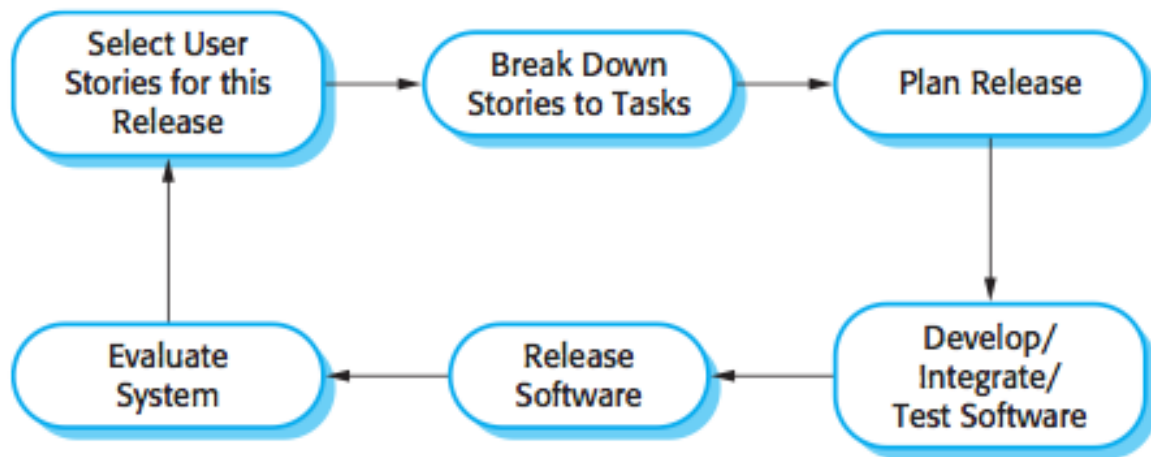 Select User
Stories for this
Release
Break Down
Stories to Tasks
Plan Release
Evaluate
System
Release
Software
Develop/
Integrate/
Test Software